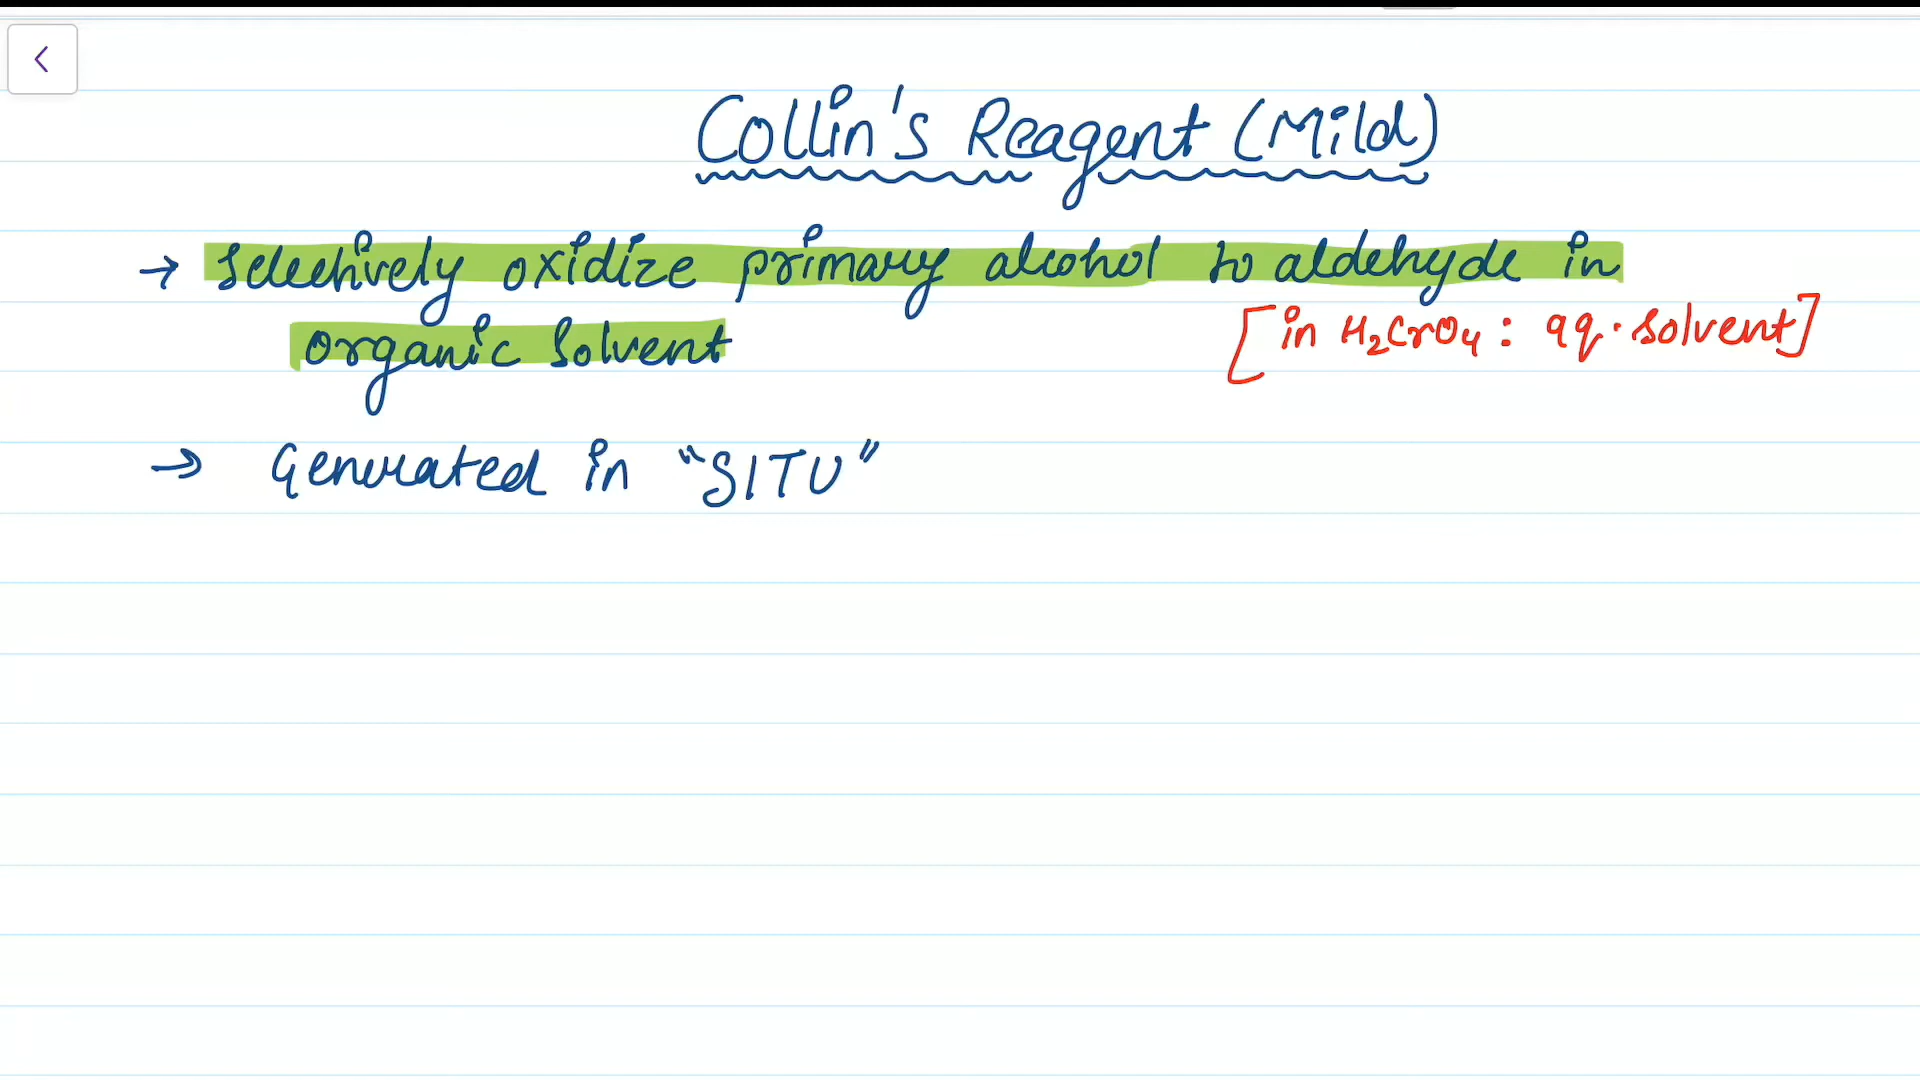 Collin's Reagent (Mild)
→ Selectively oxidize primary alcohol to aldehyde in
organic solvent
[in H₂CrO₄ : aq. solvent]
→ Generated in "SITU"